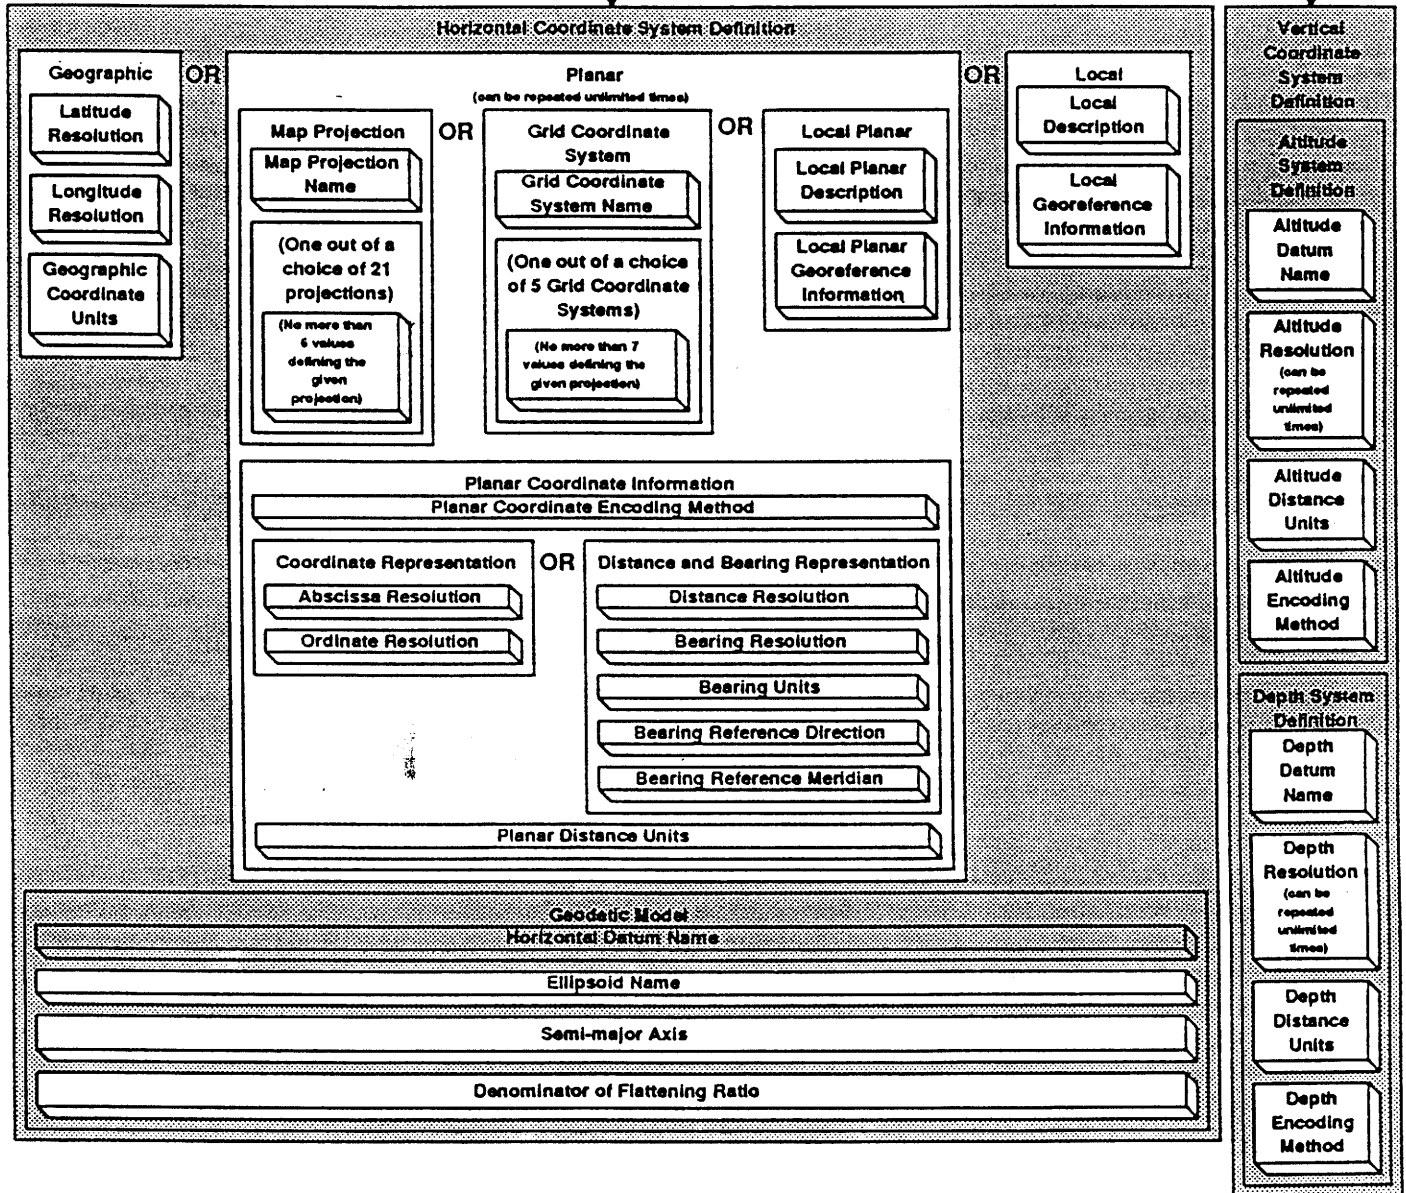 Horizontal Coordinate System Definition
Geographic
Latitude
Resolution
Longitude
Resolution
Geographic
Coordinate
Units
OR
Planar
(can be repeated unlimited times)
Map Projection
Map Projection
Name
(One out of a
choice of 21
projections)
(No more than
6 values
defining the
given
projection)
OR
Grid Coordinate
System
Grid Coordinate
System Name
(One out of a choice
of 5 Grid Coordinate
Systems)
(No more than 7
values defining the
given projection)
OR
Local Planar
Local Planar
Description
Local Planar
Georeference
Information
Planar Coordinate Information
Planar Coordinate Encoding Method
Coordinate Representation
Abscissa Resolution
Ordinate Resolution
OR
Distance and Bearing Representation
Distance Resolution
Bearing Resolution
Bearing Units
Bearing Reference Direction
Bearing Reference Meridian
Planar Distance Units
OR
Local
Local
Description
Local
Georeference
Information
Geodetic Model
Horizontal Datum Name
Ellipsoid Name
Semi-major Axis
Denominator of Flattening Ratio
Vertical
Coordinate
System
Definition
Altitude
System
Definition
Altitude
Datum
Name
Altitude
Resolution
(can be
repeated
unlimited
times)
Altitude
Distance
Units
Altitude
Encoding
Method
Depth System
Definition
Depth
Datum
Name
Depth
Resolution
(can be
repeated
unlimited
times)
Depth
Distance
Units
Depth
Encoding
Method